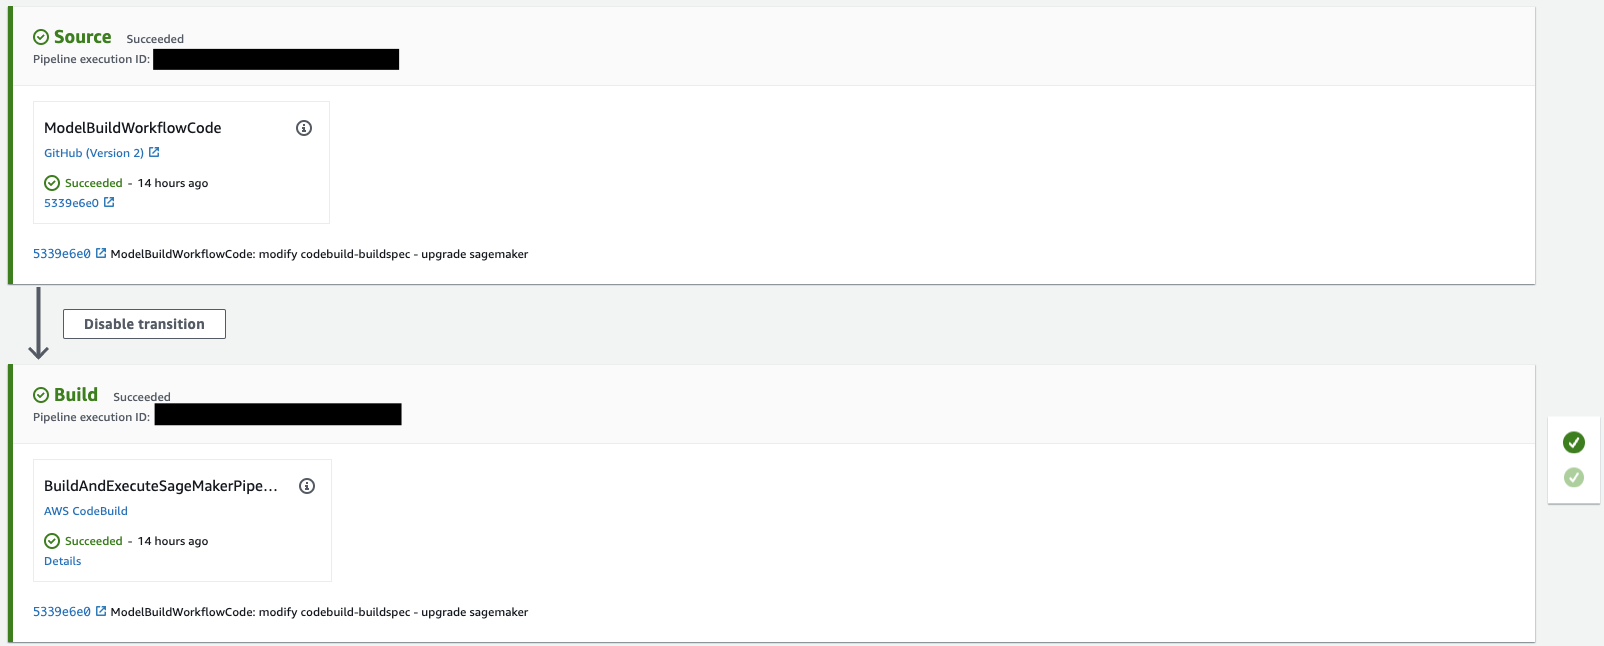 Source Succeeded
Pipeline execution ID:
ModelBuildWorkflowCode
GitHub (Version 2)
Succeeded - 14 hours ago
5339e6e0
5339e6e0 ModelBuildWorkflowCode: modify codebuild-buildspec - upgrade sagemaker
Disable transition
Build Succeeded
Pipeline execution ID:
BuildAndExecuteSageMakerPipe...
AWS CodeBuild
Succeeded - 14 hours ago
Details
5339e6e0 ModelBuildWorkflowCode: modify codebuild-buildspec - upgrade sagemaker